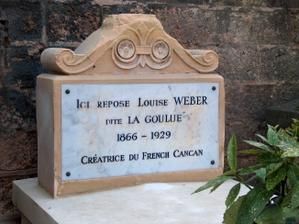 ICI REPOSE LOUISE WEBER
DITE LA GOULUE
1866 - 1929
CRÉATRICE DU FRENCH CANCAN